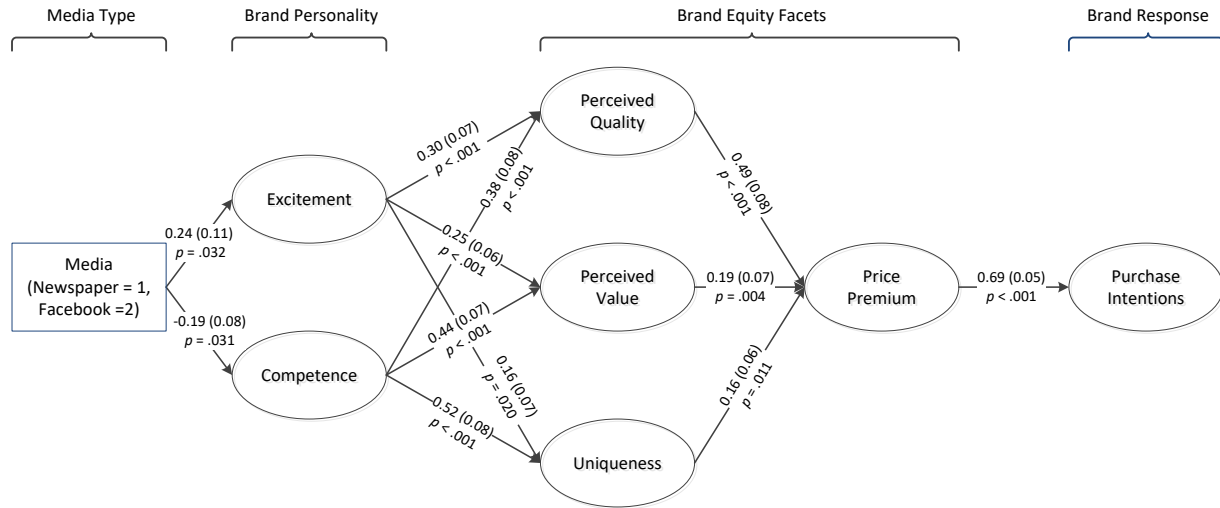 Media Type
Brand Personality
Brand Equity Facets
Brand Response
Perceived
Quality
0.30 (0.07)
p < .001
0.38 (0.08)
p < .001
0.49 (0.08)
p < .001
Excitement
0.24 (0.11)
p = .032
0.25 (0.06)
p < .001
Media
(Newspaper = 1,
Facebook =2)
Perceived
Value
0.19 (0.07)
p = .004
Price
Premium
0.69 (0.05)
p < .001
Purchase
Intentions
-0.19 (0.08)
p = .031
0.44 (0.07)
p < .001
Competence
0.16 (0.07)
p = .020
0.16 (0.06)
p = .011
0.52 (0.08)
p < .001
Uniqueness